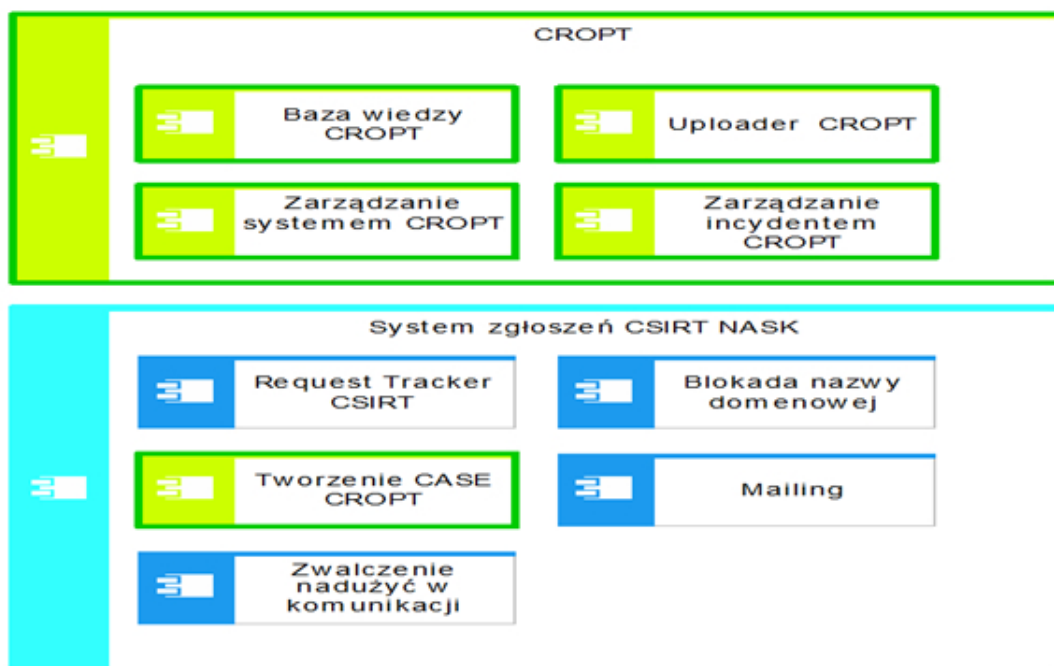 CROPT
Baza wiedzy
CROPT
Uploader CROPT
Zarządzanie
systemem CROPT
Zarządzanie
incydentem
CROPT
System zgłoszeń CSIRT NASK
Request Tracker
CSIRT
Blokada nazwy
domenowej
Tworzenie CASE
CROPT
Mailing
Zwalczenie
nadużyć w
komunikacji